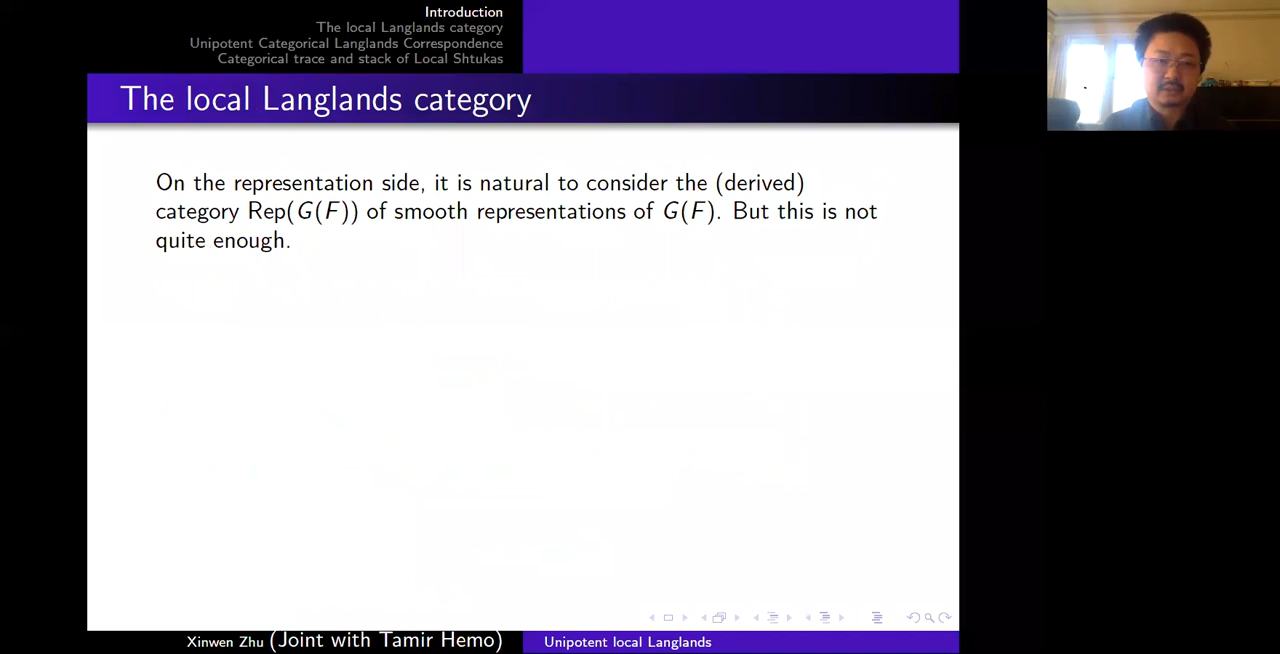 Introduction
The local Langlands category
Unipotent Categorical Langlands Correspondence
Categorical trace and stack of Local Shtukas
The local Langlands category
On the representation side, it is natural to consider the (derived)
category Rep(G(F)) of smooth representations of G(F). But this is not
quite enough.
Xinwen Zhu (Joint with Tamir Hemo)
Unipotent local Langlands